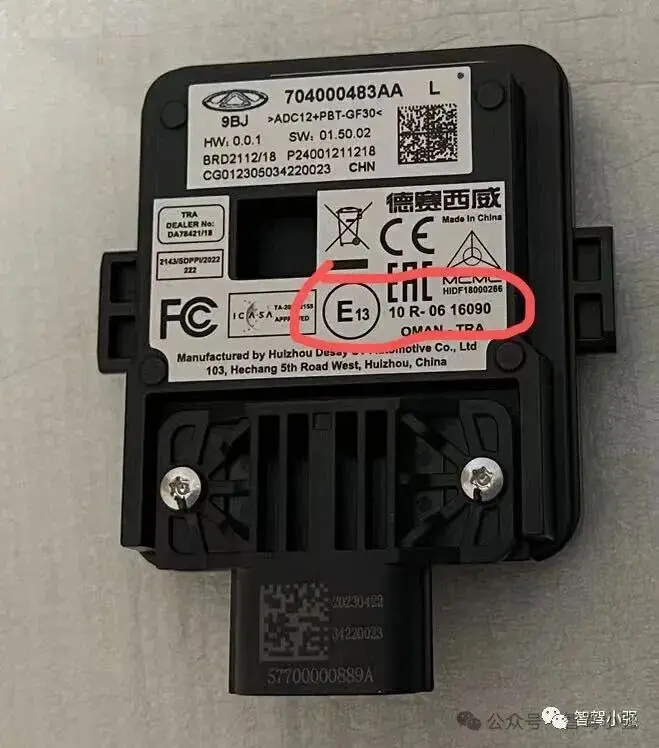 704000483AA L
9BJ >ADC12+PBT-GF30<
HW: 0.0.1 SW: 01.50.02
BRD2112/18 P24001211218
CG012305034220023 CHN
德赛西威
Made in China
TRA
DEALER No:
DA78421/18
2143/SDPPI/2022
222
CE
EAC
MCMC
HIDF18000266
FC
ICASA
APPROVED
E13
10 R- 06 16090
OMAN - TRA
Manufactured by Huizhou Desay Automotive Co., Ltd
103, Hechang 5th Road West, Huizhou, China
20230422
34220023
57700000889A
公众号
智驾小强